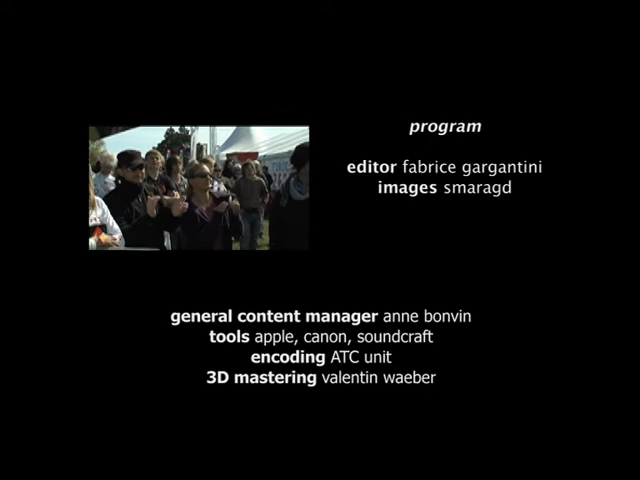 program
editor fabrice gargantini
images smaragd
general content manager anne bonvin
tools apple, canon, soundcraft
encoding ATC unit
3D mastering valentin waeber